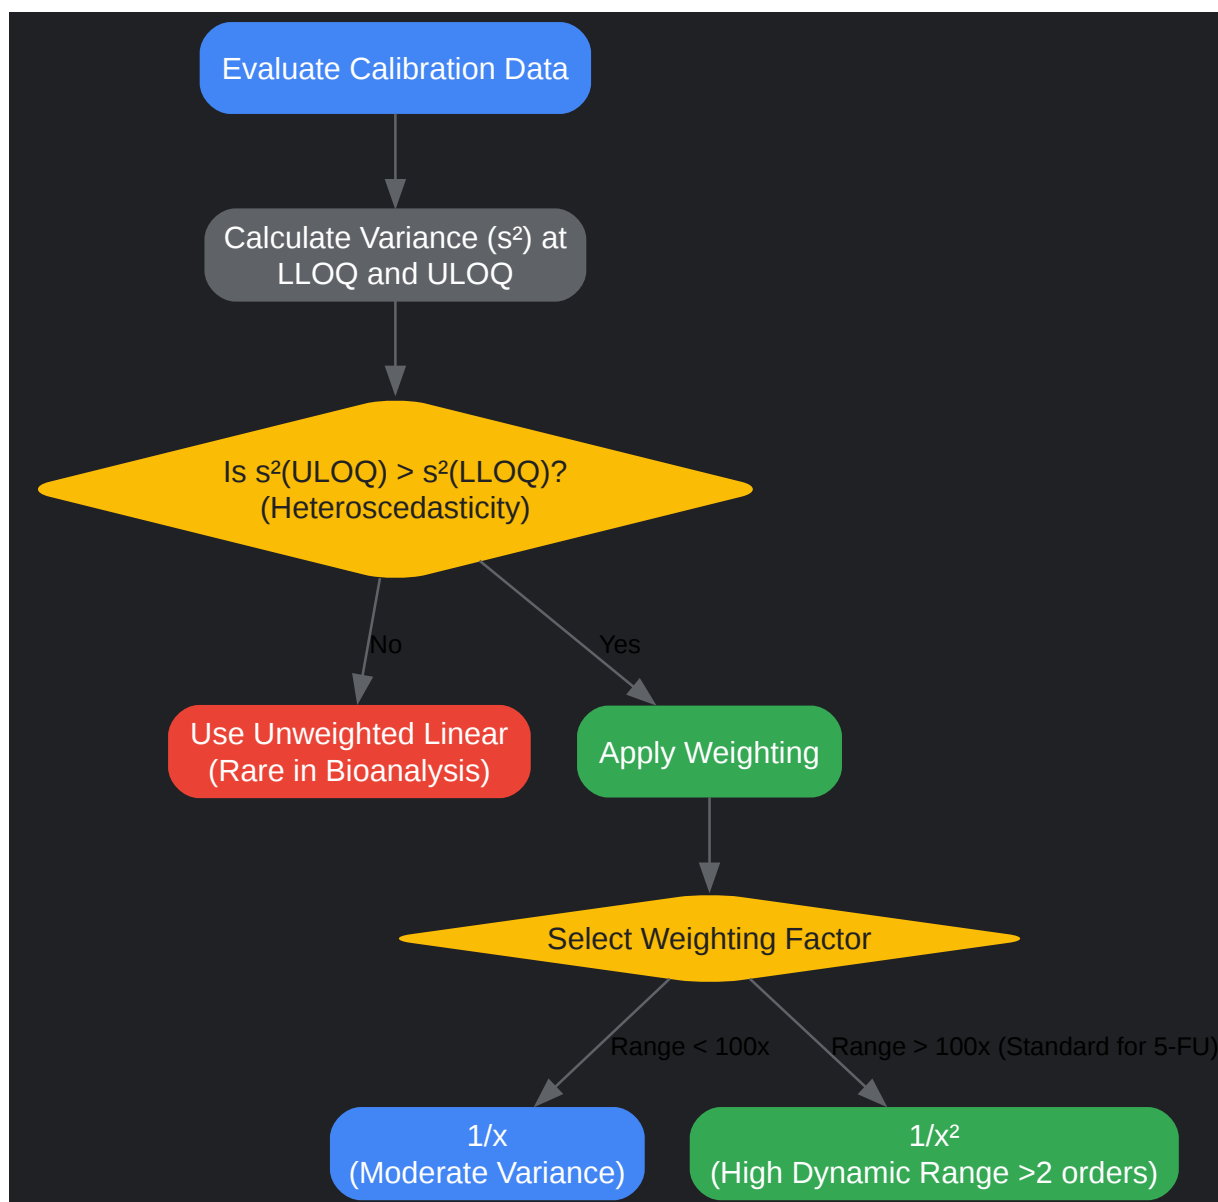 Evaluate Calibration Data
Calculate Variance (s²) at
LLOQ and ULOQ
Is s²(ULOQ) > s²(LLOQ)?
(Heteroscedasticity)
No
Yes
Use Unweighted Linear
(Rare in Bioanalysis)
Apply Weighting
Select Weighting Factor
Range < 100x
Range > 100x (Standard for 5-FU)
1/x
(Moderate Variance)
1/x²
(High Dynamic Range >2 orders)